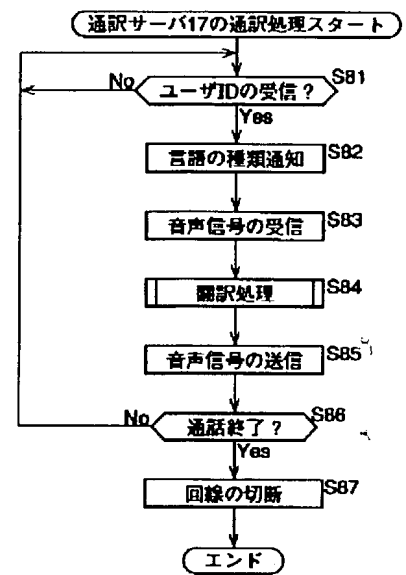 通訳サーバ17の通訳処理スタート
No
ユーザIDの受信？
S81
Yes
言語の種類通知
S82
音声信号の受信
S83
翻訳処理
S84
音声信号の送信
S85
No
通話終了？
S86
Yes
回線の切断
S87
エンド